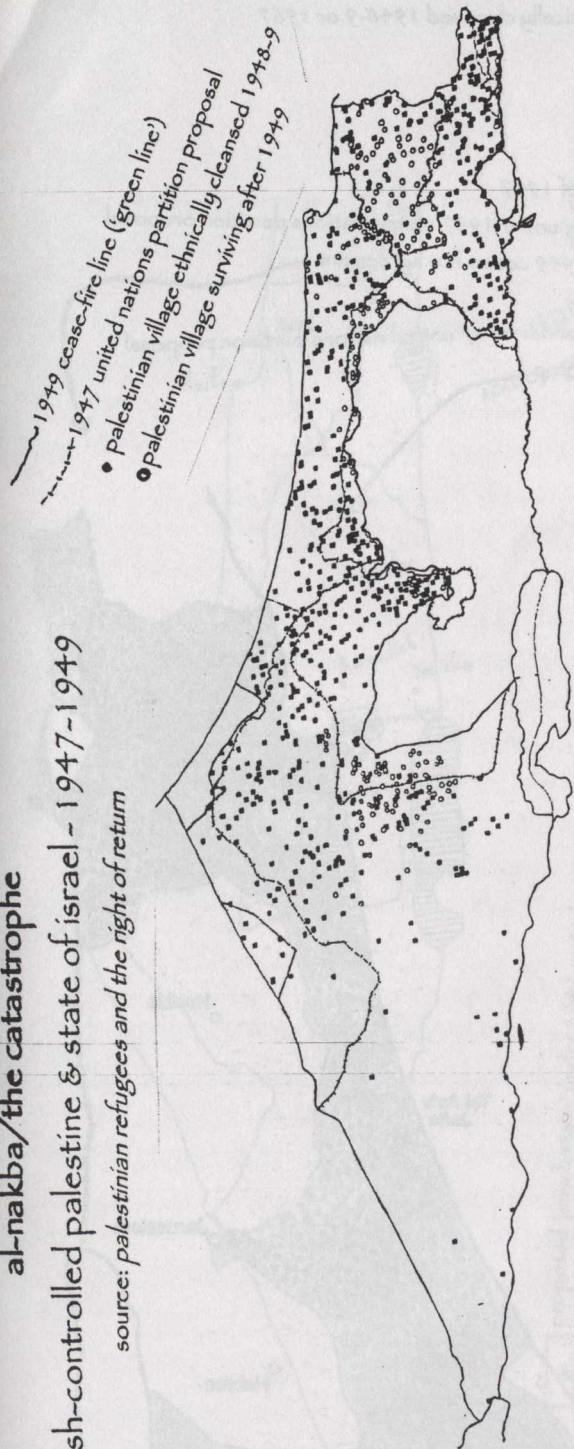 al-nakba/the catastrophe
sh-controlled palestine & state of israel - 1947-1949
source: palestinian refugees and the right of return
1949 cease-fire line ('green line')
1947 united nations partition proposal
palestinian village ethnically cleansed 1948-9
palestinian village surviving after 1949